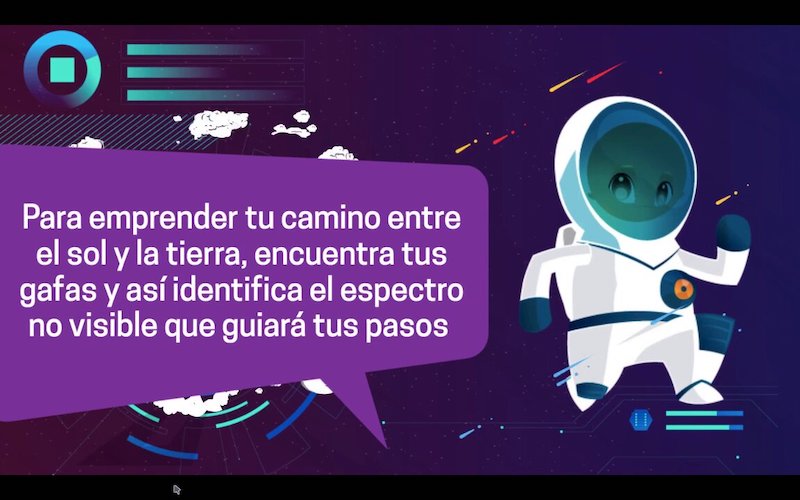 Para emprender tu camino entre
el sol y la tierra, encuentra tus
gafas y así identifica el espectro
no visible que guiará tus pasos